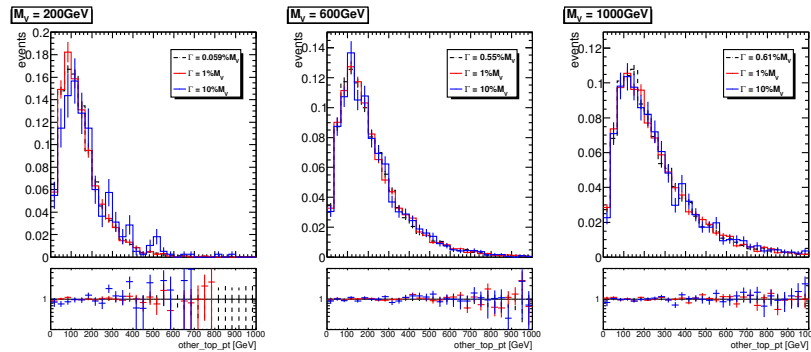 M_V = 200GeV
events
0.2
0.18
0.16
0.14
0.12
0.1
0.08
0.06
0.04
0.02
0
Γ = 0.059%M_V
Γ = 1%M_V
Γ = 10%M_V
1
0 100 200 300 400 500 600 700 800 900 1000
other_top_pt [GeV]
M_V = 600GeV
events
0.14
0.12
0.1
0.08
0.06
0.04
0.02
0
Γ = 0.55%M_V
Γ = 1%M_V
Γ = 10%M_V
1
0 100 200 300 400 500 600 700 800 900 1000
other_top_pt [GeV]
M_V = 1000GeV
events
0.12
0.1
0.08
0.06
0.04
0.02
0
Γ = 0.61%M_V
Γ = 1%M_V
Γ = 10%M_V
1
0 100 200 300 400 500 600 700 800 900 1000
other_top_pt [GeV]